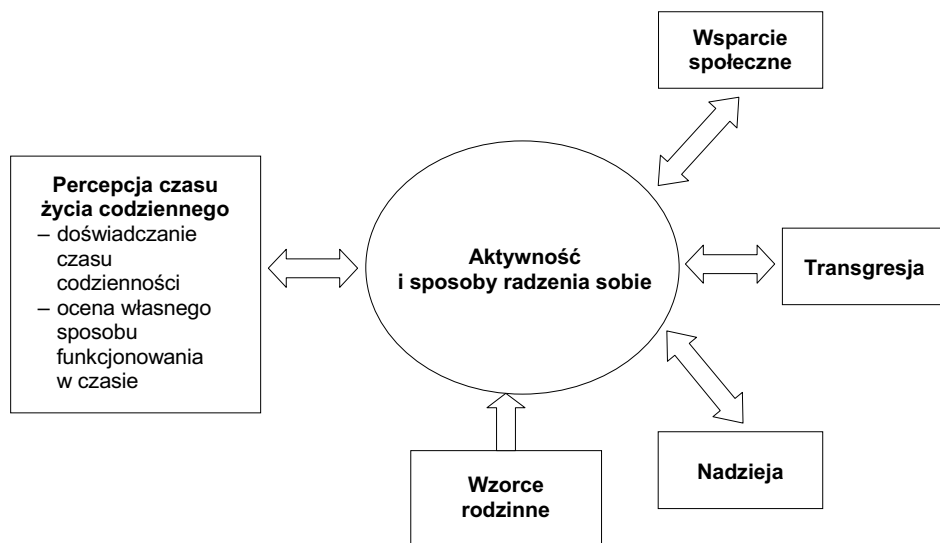 Wsparcie
społeczne
Percepcja czasu
życia codziennego
– doświadczanie
czasu
codzienności
– ocena własnego
sposobu
funkcjonowania
w czasie
Aktywność
i sposoby radzenia sobie
Transgresja
Nadzieja
Wzorce
rodzinne